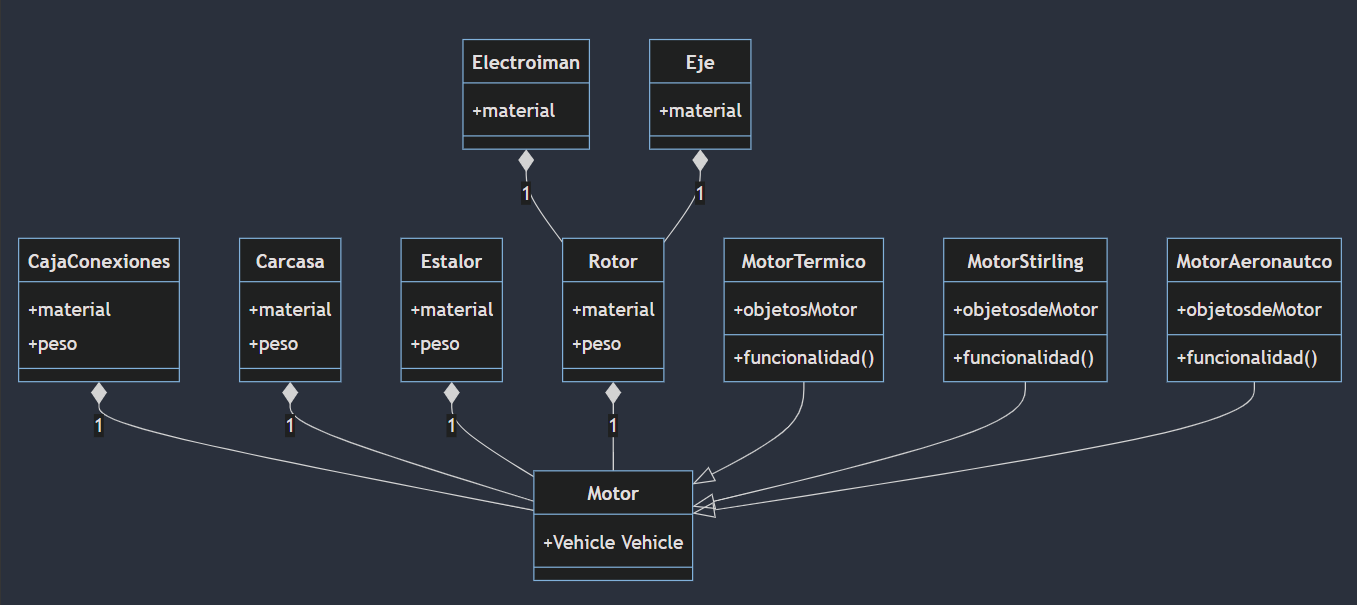 Electroiman
+material
Eje
+material
1
1
CajaConexiones
+material
+peso
Carcasa
+material
+peso
Estalor
+material
+peso
Rotor
+material
+peso
MotorTermico
+objetosMotor
+funcionalidad()
MotorStirling
+objetosdeMotor
+funcionalidad()
MotorAeronautco
+objetosdeMotor
+funcionalidad()
1
1
1
1
Motor
+Vehicle Vehicle